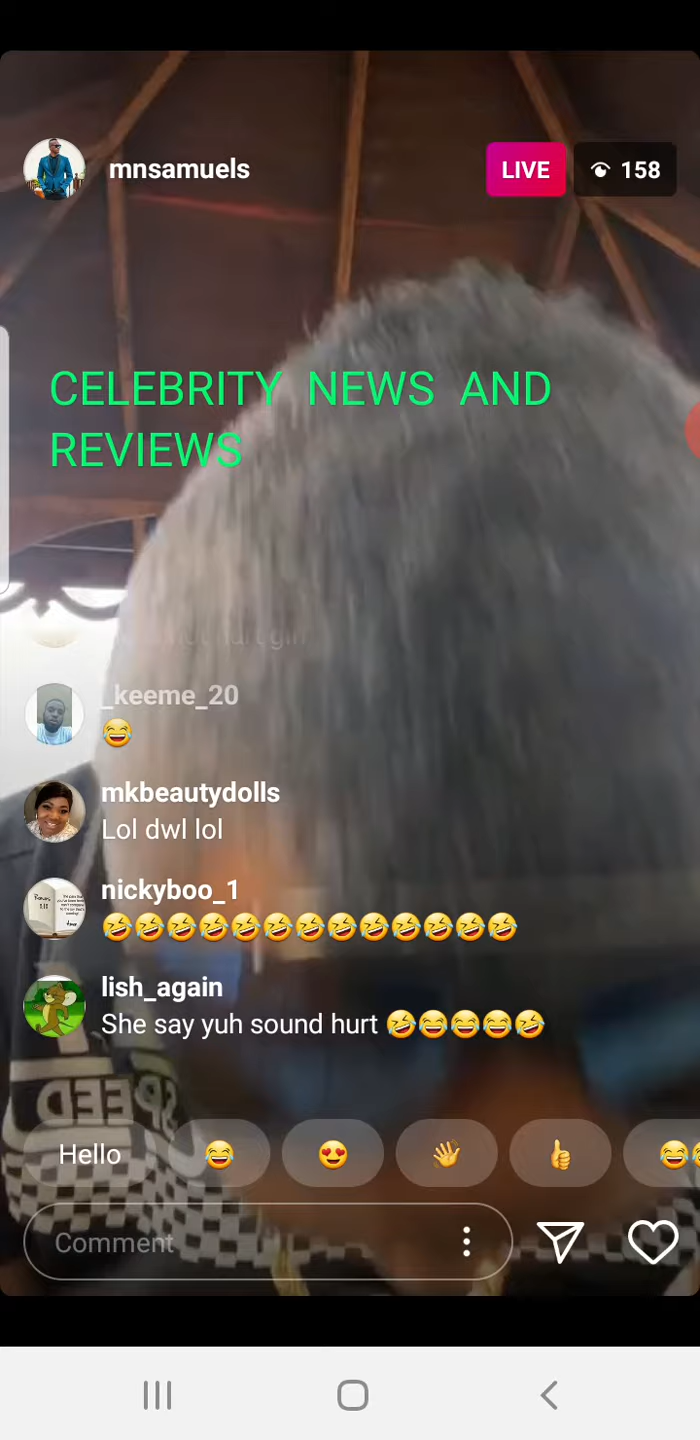 mnsamuels
LIVE
158
CELEBRITY NEWS AND
REVIEWS
_keeme_20
😂
mkbeautydolls
Lol dwl lol
nickyboo_1
🤣🤣🤣🤣🤣🤣🤣🤣🤣🤣🤣🤣🤣
lish_again
She say yuh sound hurt 🤣😂😂😂🤣
SPEED
Hello 😂 😍 👋 👍 😂
Comment